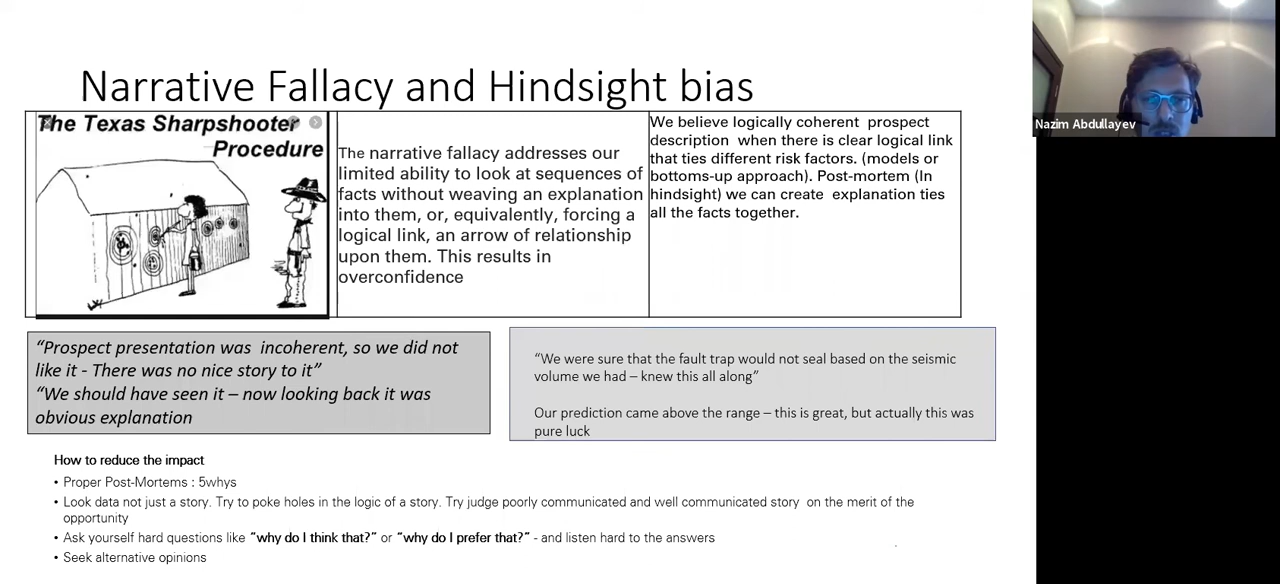 Narrative Fallacy and Hindsight bias
The Texas Sharpshooter
Procedure
The narrative fallacy addresses our
limited ability to look at sequences of
facts without weaving an explanation
into them, or, equivalently, forcing a
logical link, an arrow of relationship
upon them. This results in
overconfidence
We believe logically coherent prospect
description when there is clear logical link
that ties different risk factors. (models or
bottoms-up approach). Post-mortem (In
hindsight) we can create explanation ties
all the facts together.
“Prospect presentation was incoherent, so we did not
like it - There was no nice story to it”
“We should have seen it – now looking back it was
obvious explanation
“We were sure that the fault trap would not seal based on the seismic
volume we had – knew this all along”
Our prediction came above the range – this is great, but actually this was
pure luck
How to reduce the impact
• Proper Post-Mortems : 5whys
• Look data not just a story. Try to poke holes in the logic of a story. Try judge poorly communicated and well communicated story on the merit of the
opportunity
• Ask yourself hard questions like "why do I think that?" or "why do I prefer that?" - and listen hard to the answers
• Seek alternative opinions
Nazim Abdullayev